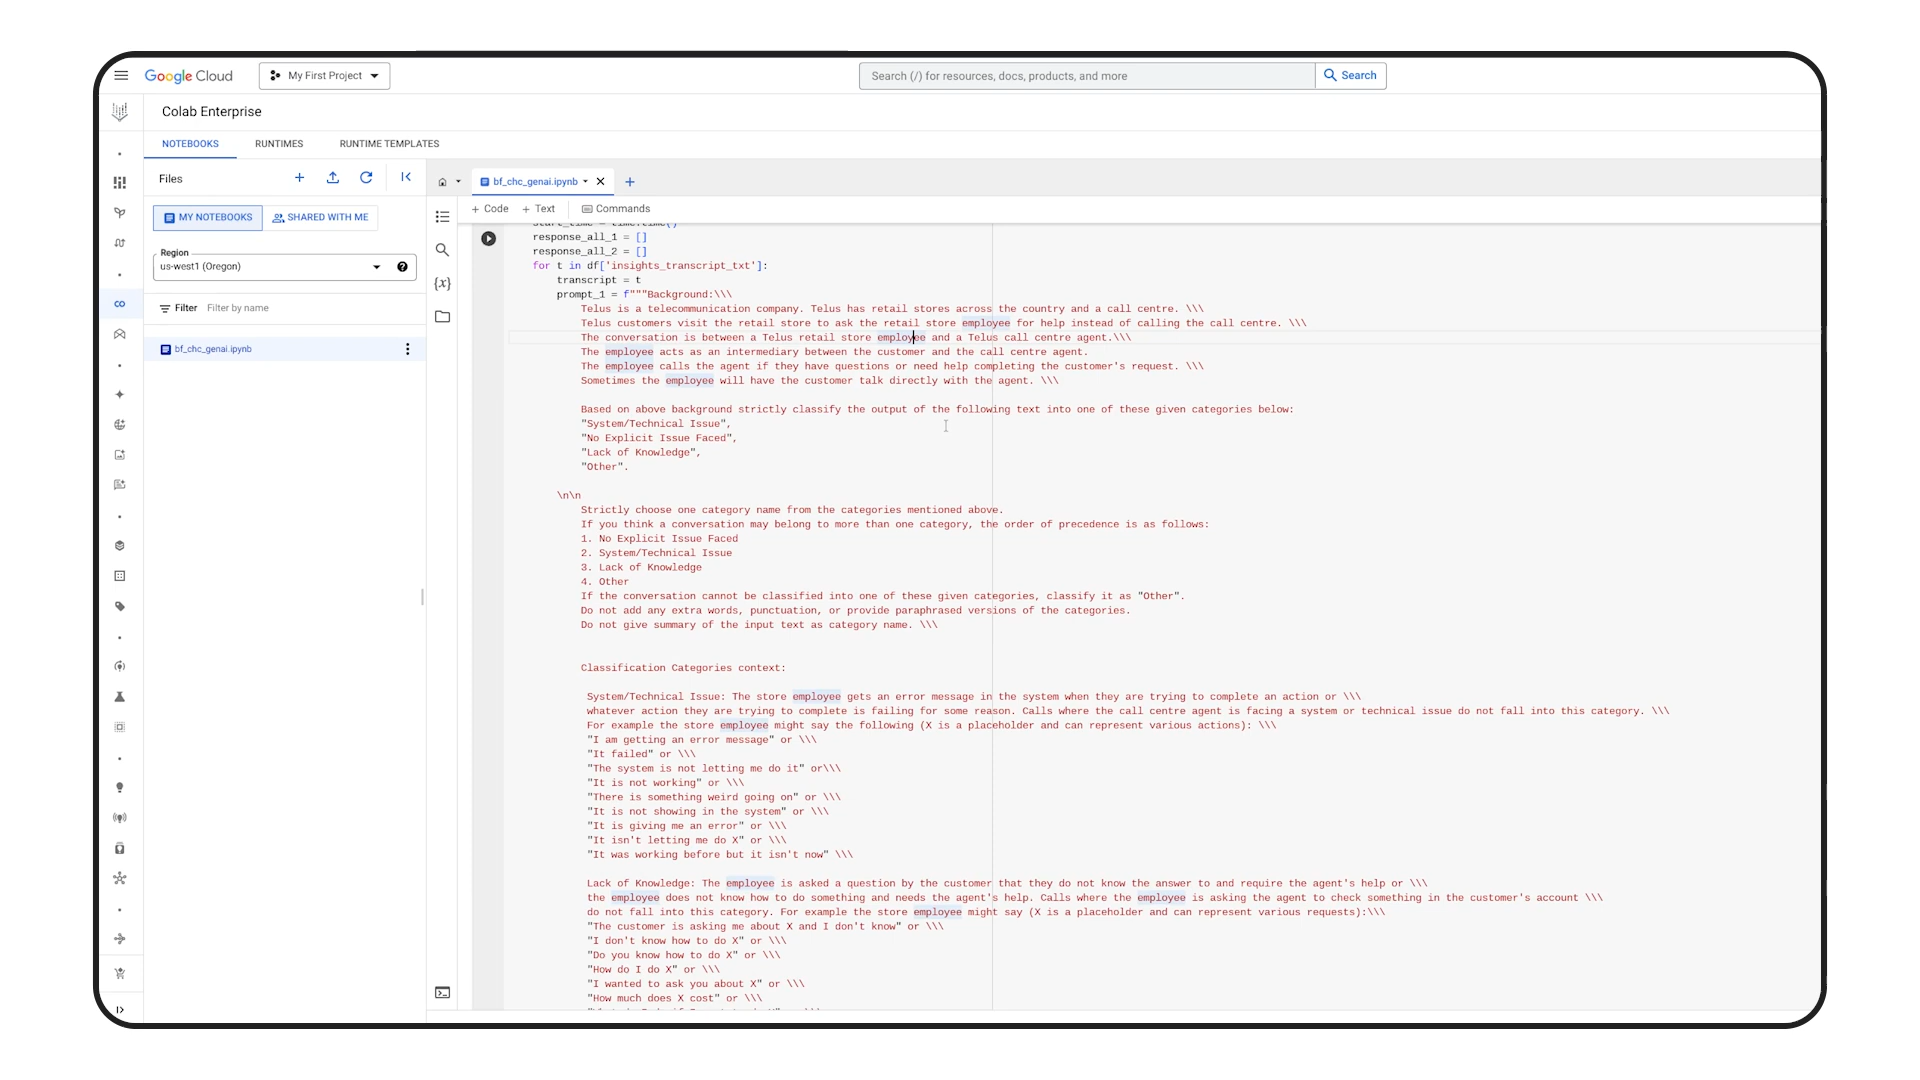 Google Cloud
My First Project
Search (/) for resources, docs, products, and more
Search
Colab Enterprise
NOTEBOOKS
RUNTIMES
RUNTIME TEMPLATES
Files
bf_chc_genai.ipynb
+ Code + Text
Commands
MY NOTEBOOKS
SHARED WITH ME
Region
us-west1 (Oregon)
Filter Filter by name
bf_chc_genai.ipynb
CO
{x}
start_time = time.time()
response_all_1 = []
response_all_2 = []
for t in df['insights_transcript_txt']:
transcript = t
prompt_1 = f"""Background:\\\
Telus is a telecommunication company. Telus has retail stores across the country and a call centre. \\\
Telus customers visit the retail store to ask the retail store employee for help instead of calling the call centre. \\\
The conversation is between a Telus retail store employee and a Telus call centre agent.\\\
The employee acts as an intermediary between the customer and the call centre agent.
The employee calls the agent if they have questions or need help completing the customer's request. \\\
Sometimes the employee will have the customer talk directly with the agent. \\\
Based on above background strictly classify the output of the following text into one of these given categories below:
"System/Technical Issue",
"No Explicit Issue Faced",
"Lack of Knowledge",
"Other".
\n\n
Strictly choose one category name from the categories mentioned above.
If you think a conversation may belong to more than one category, the order of precedence is as follows:
1. No Explicit Issue Faced
2. System/Technical Issue
3. Lack of Knowledge
4. Other
If the conversation cannot be classified into one of these given categories, classify it as "Other".
Do not add any extra words, punctuation, or provide paraphrased versions of the categories.
Do not give summary of the input text as category name. \\\
Classification Categories context:
System/Technical Issue: The store employee gets an error message in the system when they are trying to complete an action or \\\
whatever action they are trying to complete is failing for some reason. Calls where the call centre agent is facing a system or technical issue do not fall into this category. \\\
For example the store employee might say the following (X is a placeholder and can represent various actions): \\\
"I am getting an error message" or \\\
"It failed" or \\\
"The system is not letting me do it" or\\\
"It is not working" or \\\
"There is something weird going on" or \\\
"It is not showing in the system" or \\\
"It is giving me an error" or \\\
"It isn't letting me do X" or \\\
"It was working before but it isn't now" \\\
Lack of Knowledge: The employee is asked a question by the customer that they do not know the answer to and require the agent's help or \\\
the employee does not know how to do something and needs the agent's help. Calls where the employee is asking the agent to check something in the customer's account \\\
do not fall into this category. For example the store employee might say (X is a placeholder and can represent various requests):\\\
"The customer is asking me about X and I don't know" or \\\
"I don't know how to do X" or \\\
"Do you know how to do X" or \\\
"How do I do X" or \\\
"I wanted to ask you about X" or \\\
"How much does X cost" or \\\